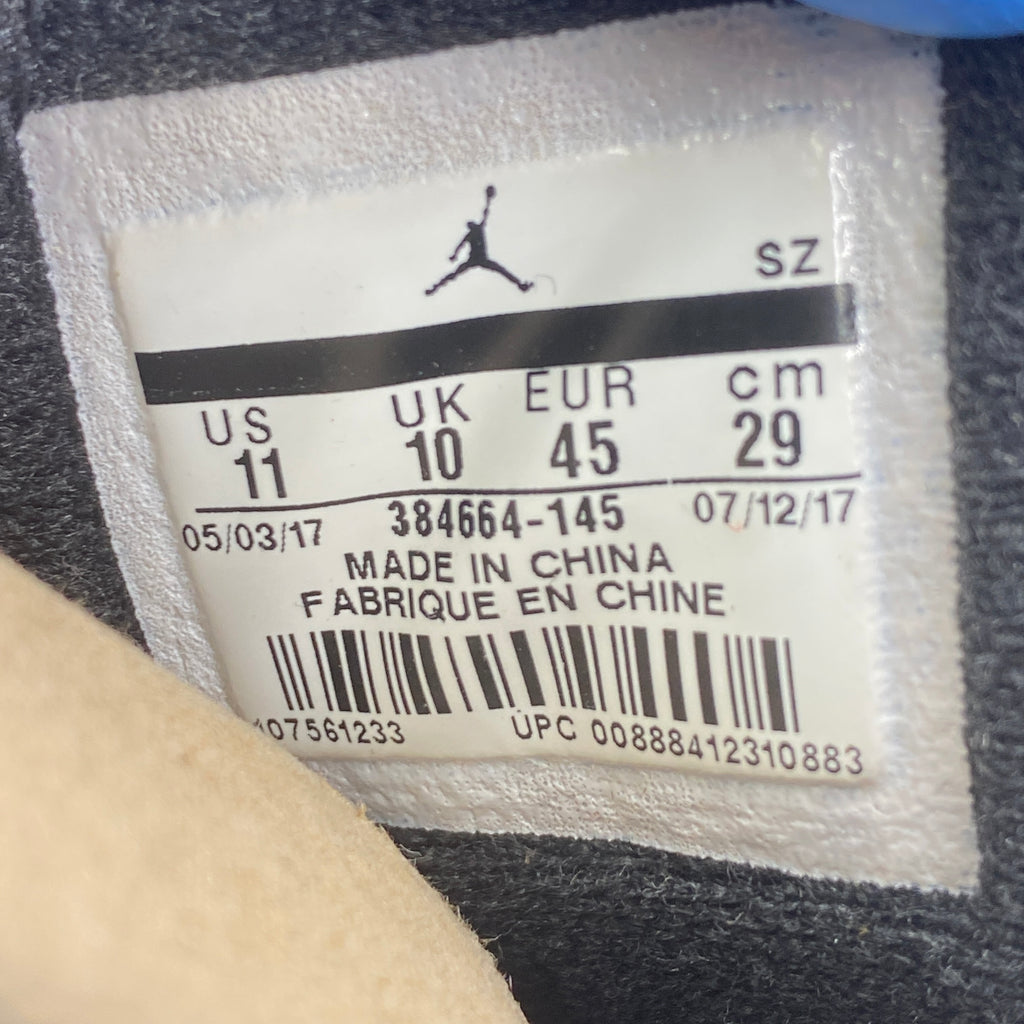 SZ
US UK EUR cm
11 10 45 29
05/03/17 384664-145 07/12/17
MADE IN CHINA
FABRIQUE EN CHINE
107561233 UPC 00888412310883